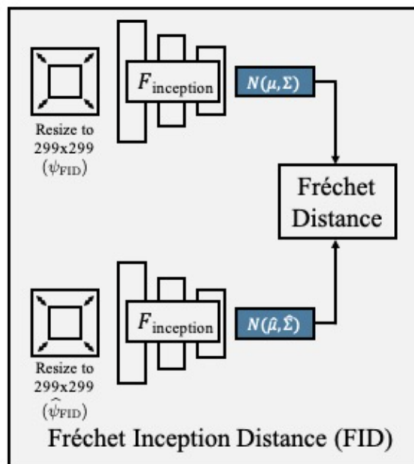 F_inception
N(μ,Σ)
Resize to
299x299
(ψ_FID)
Fréchet
Distance
F_inception
N(μ̂,Σ̂)
Resize to
299x299
(ψ̂_FID)
Fréchet Inception Distance (FID)